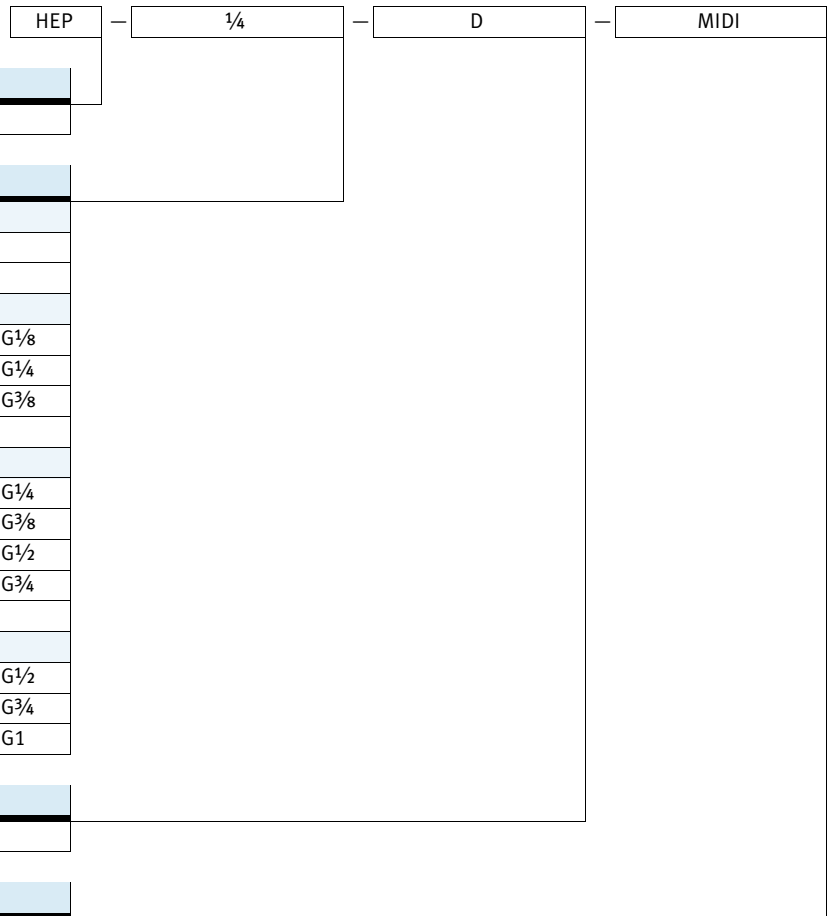 HEP — ¼ — D — MIDI
G⅛
G¼
G⅜
G¼
G⅜
G½
G¾
G½
G¾
G1